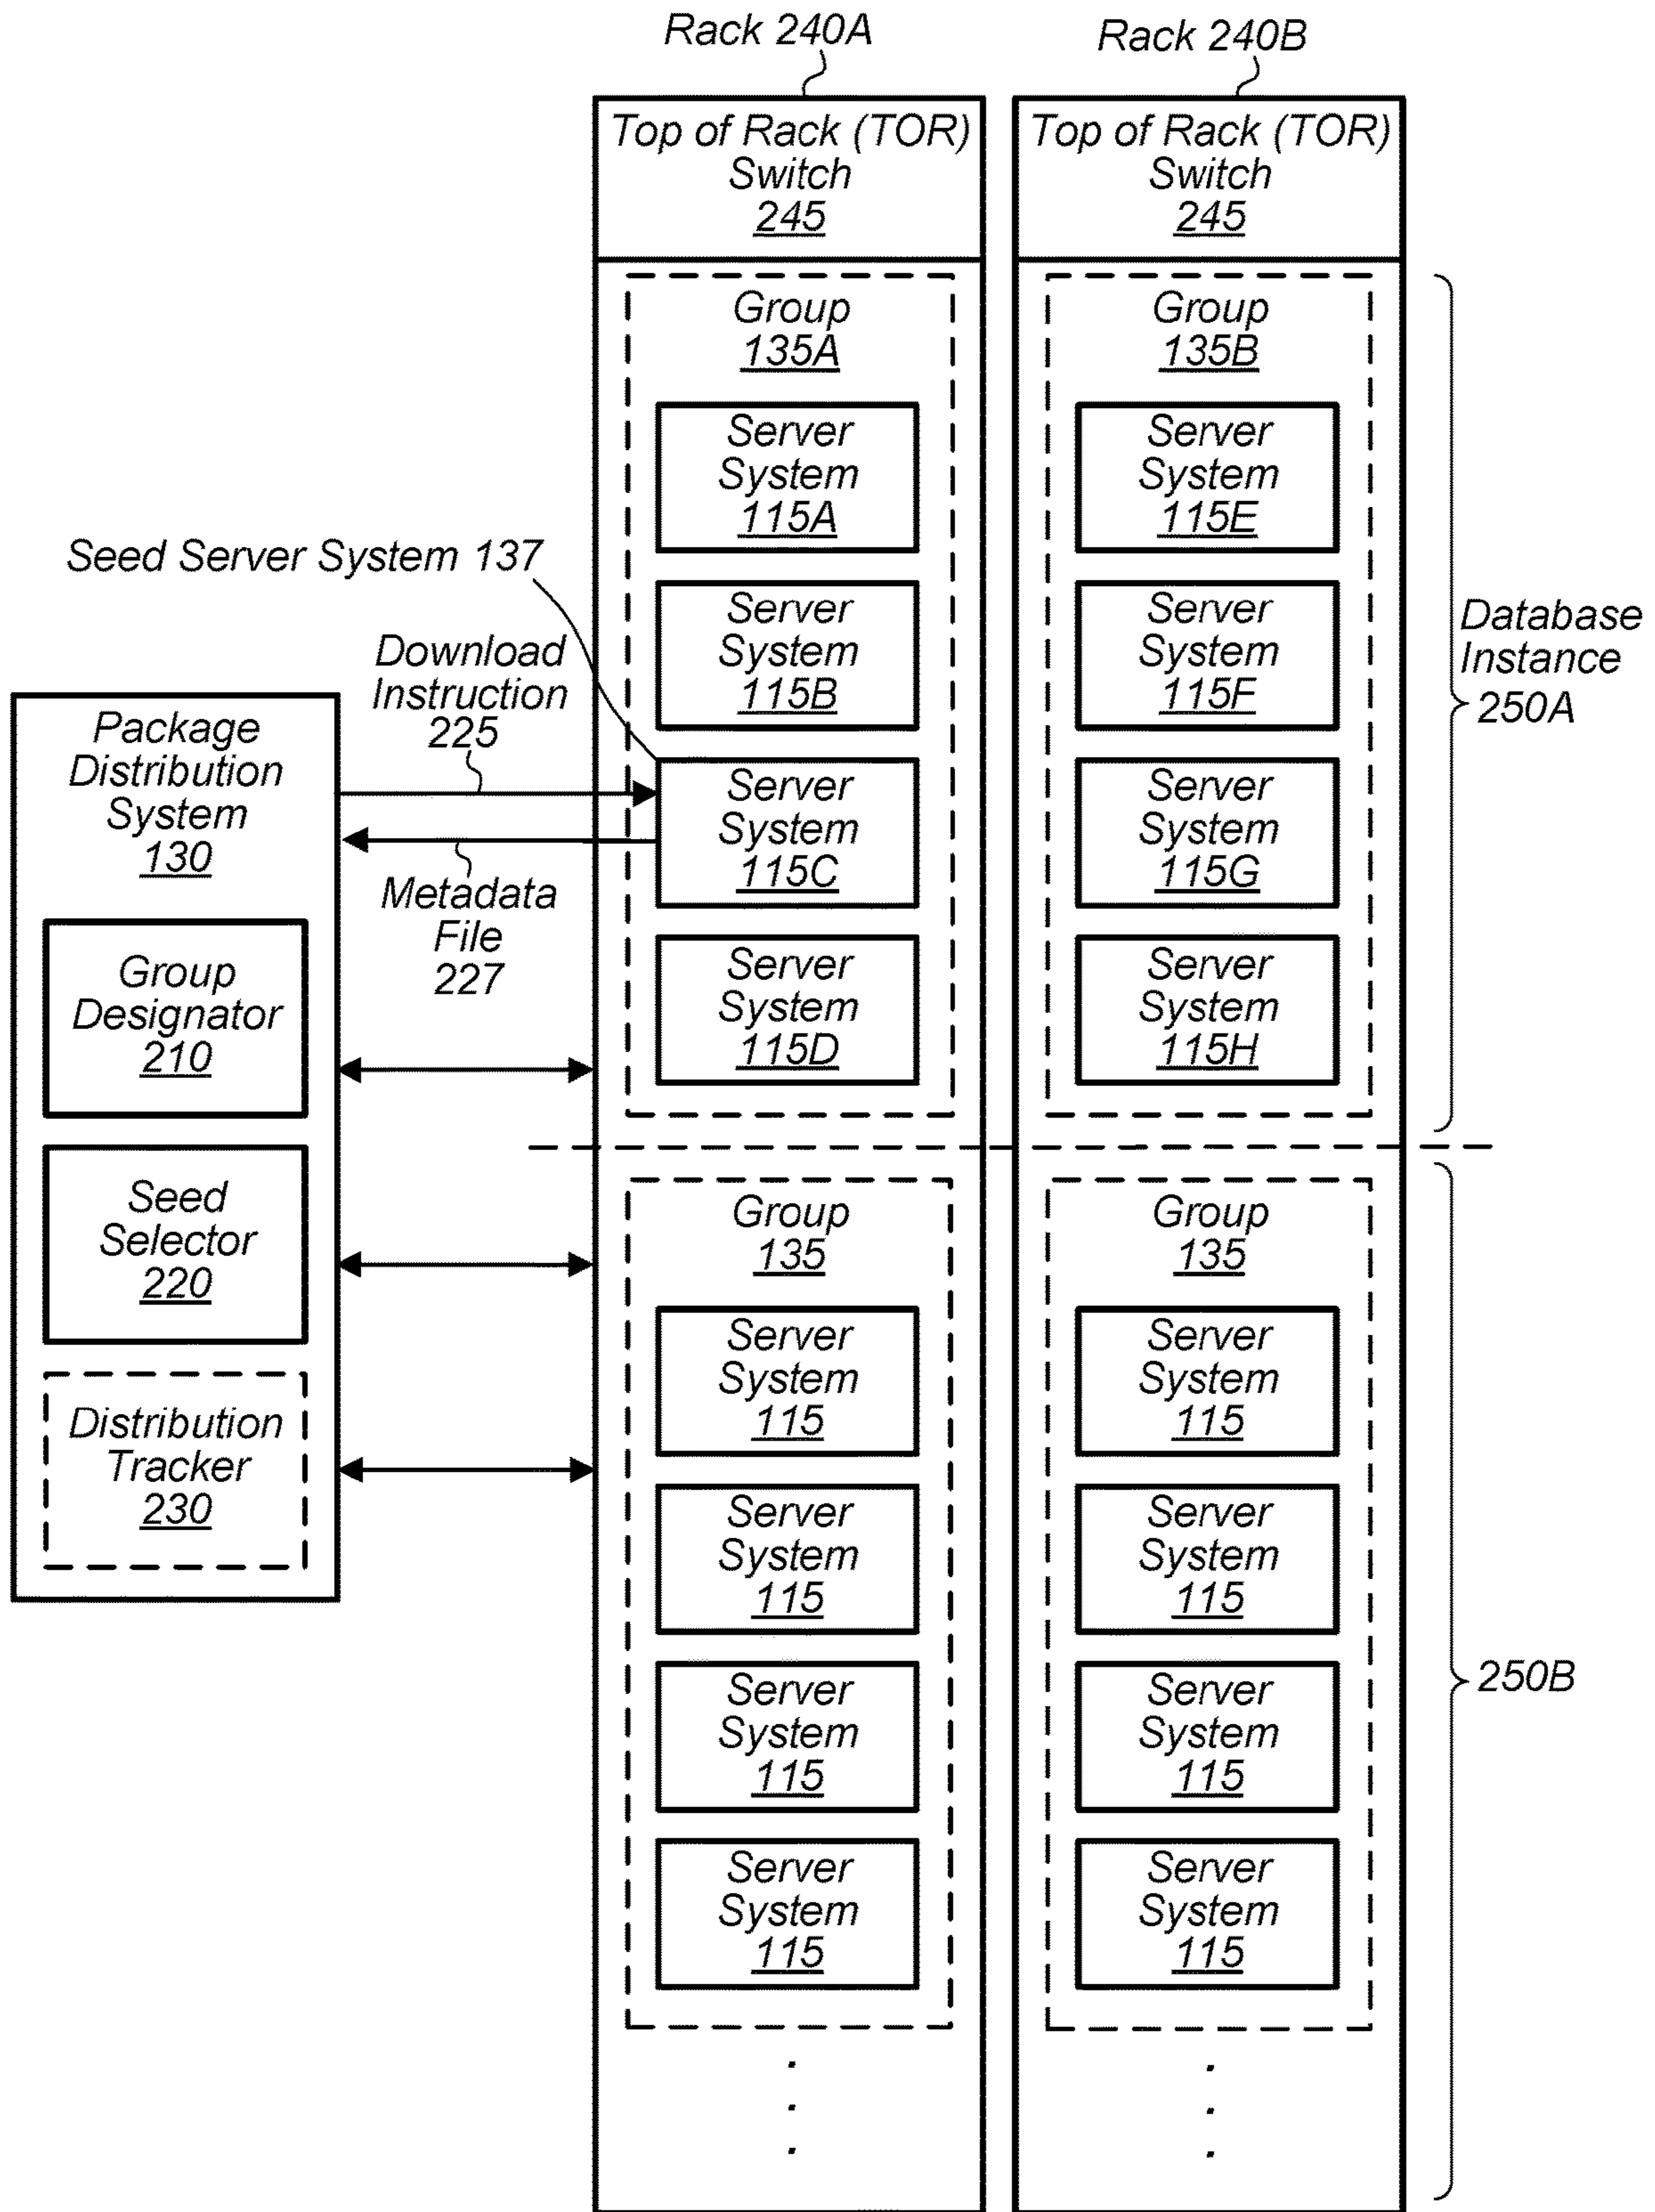 Rack 240A
Rack 240B
Top of Rack (TOR)
Switch
245
Top of Rack (TOR)
Switch
245
Group
135A
Server
System
115A
Server
System
115B
Server
System
115C
Server
System
115D
Group
135B
Server
System
115E
Server
System
115F
Server
System
115G
Server
System
115H
Database
Instance
250A
Seed Server System 137
Download
Instruction
225
Metadada
File
227
Package
Distribution
System
130
Group
Designator
210
Seed
Selector
220
Distribution
Tracker
230
Group
135
Server
System
115
Server
System
115
Server
System
115
Server
System
115
Group
135
Server
System
115
Server
System
115
Server
System
115
Server
System
115
250B